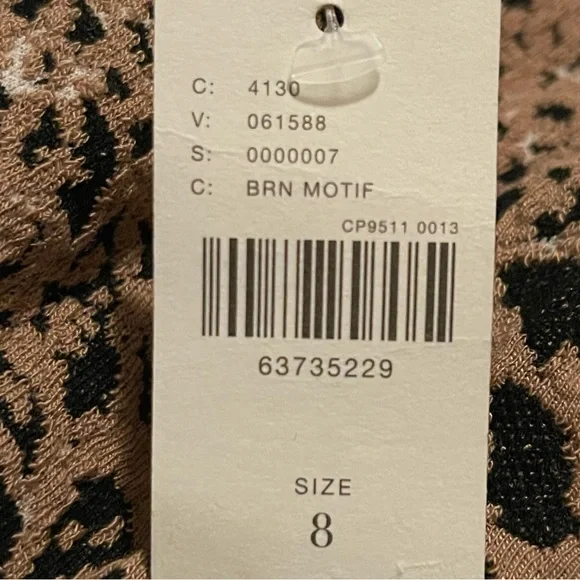 C: 4130
V: 061588
S: 0000007
C: BRN MOTIF
CP9511 0013
63735229
SIZE
8